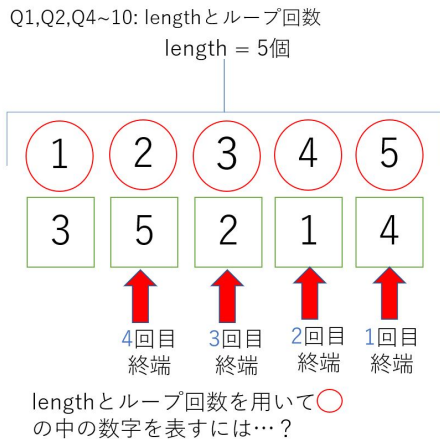 Q1,Q2,Q4~10: lengthとループ回数
length = 5個
1 2 3 4 5
3 5 2 1 4
4回目 3回目 2回目 1回目
終端 終端 終端 終端
lengthとループ回数を用いて
の中の数字を表すには…？